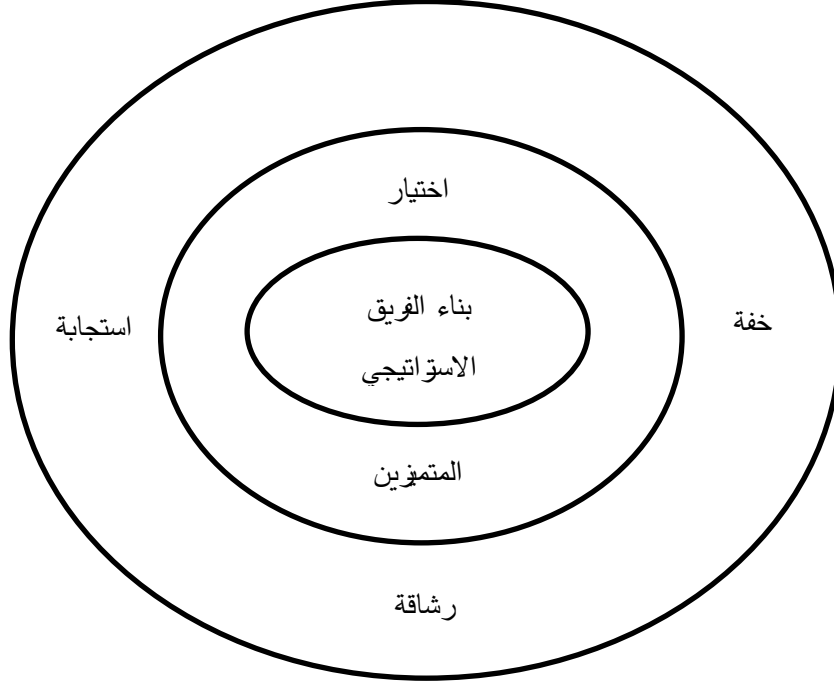 اختيار
بناء الفريق
الاستراتيجي
المتميزين
خفة
استجابة
رشاقة